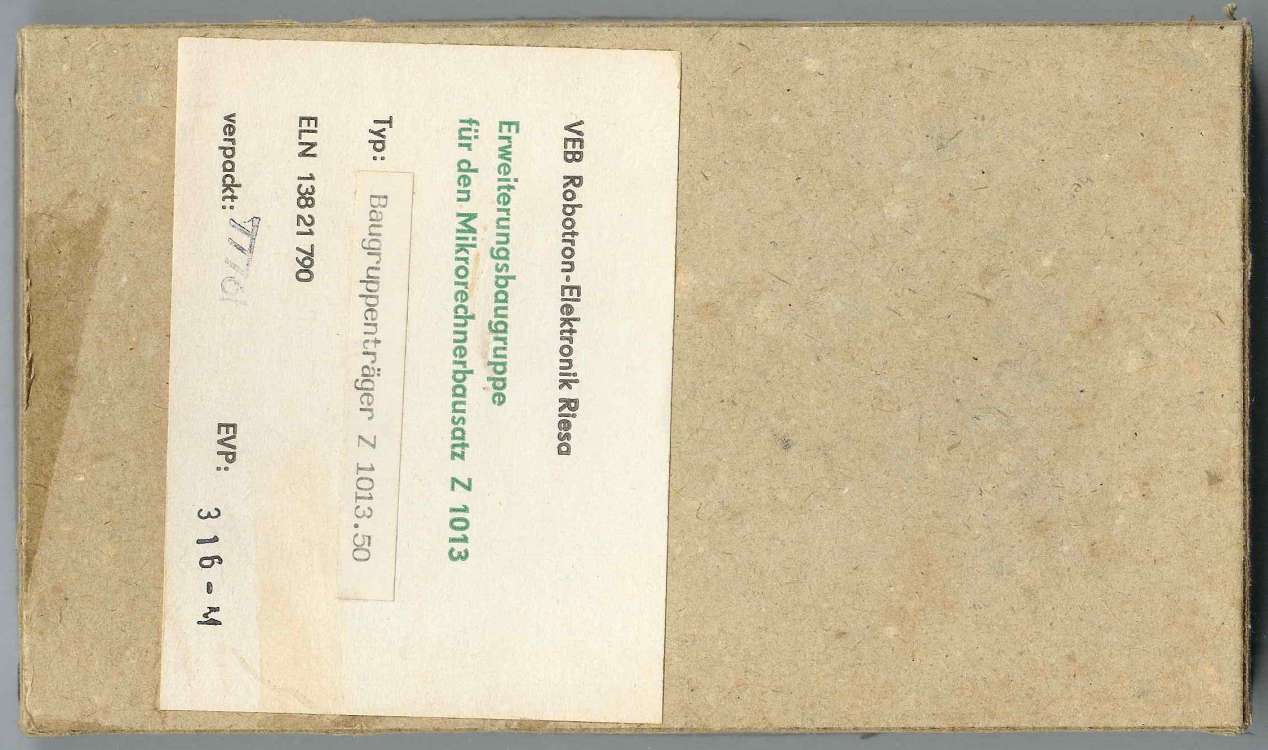 VEB Robotron-Elektronik Riesa
Erweiterungsbaugruppe
für den Mikrorechnerbausatz Z 1013
Typ: Baugruppenträger Z 1013.50
ELN 138 21 790
verpackt:
EVP: 316-M